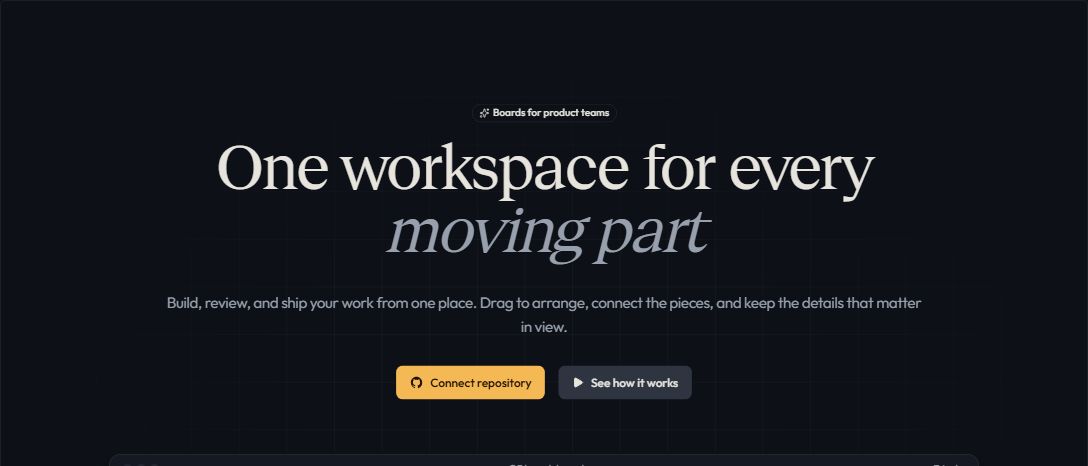 Boards for product teams
One workspace for every
moving part
Build, review, and ship your work from one place. Drag to arrange, connect the pieces, and keep the details that matter
in view.
Connect repository
See how it works